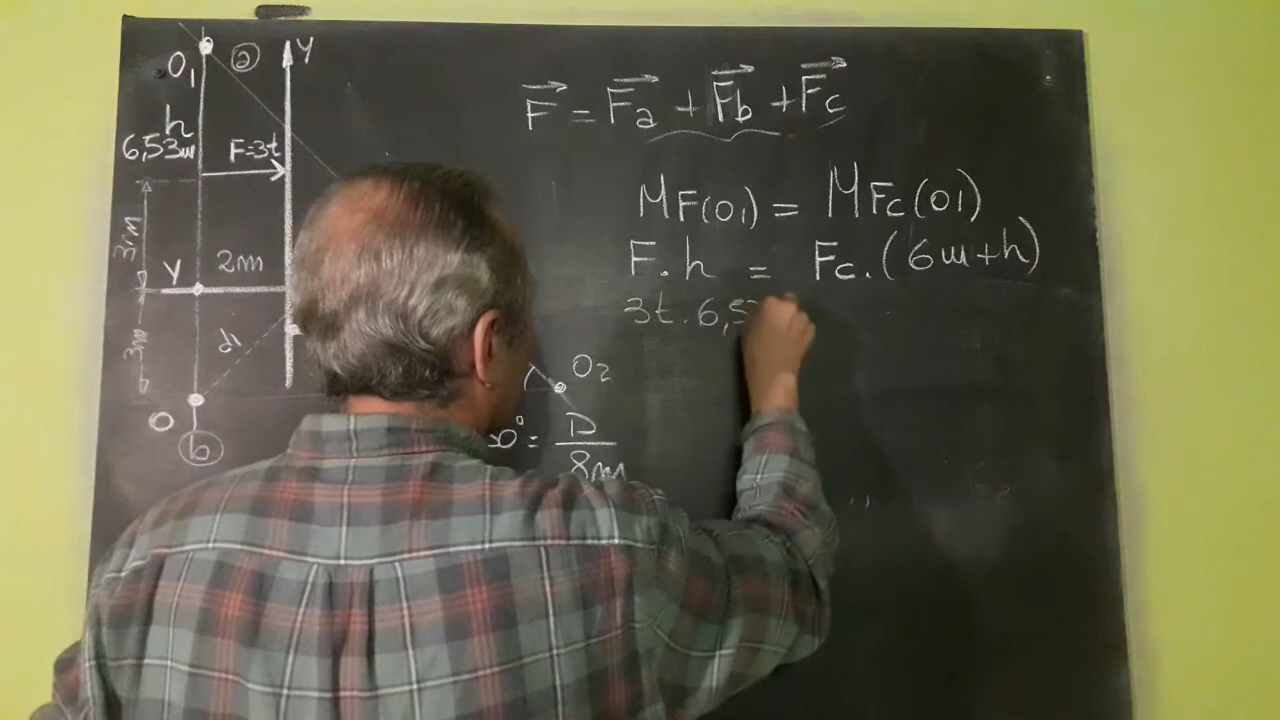 O1
a
Y
h
6,53m
F=3t
3m
Y
2m
3m
d1
O
b
F = Fa + Fb + Fc
MF(O1) = MFc(O1)
F . h = Fc . (6m+h)
3t . 6,5
O2
0° = D
8m